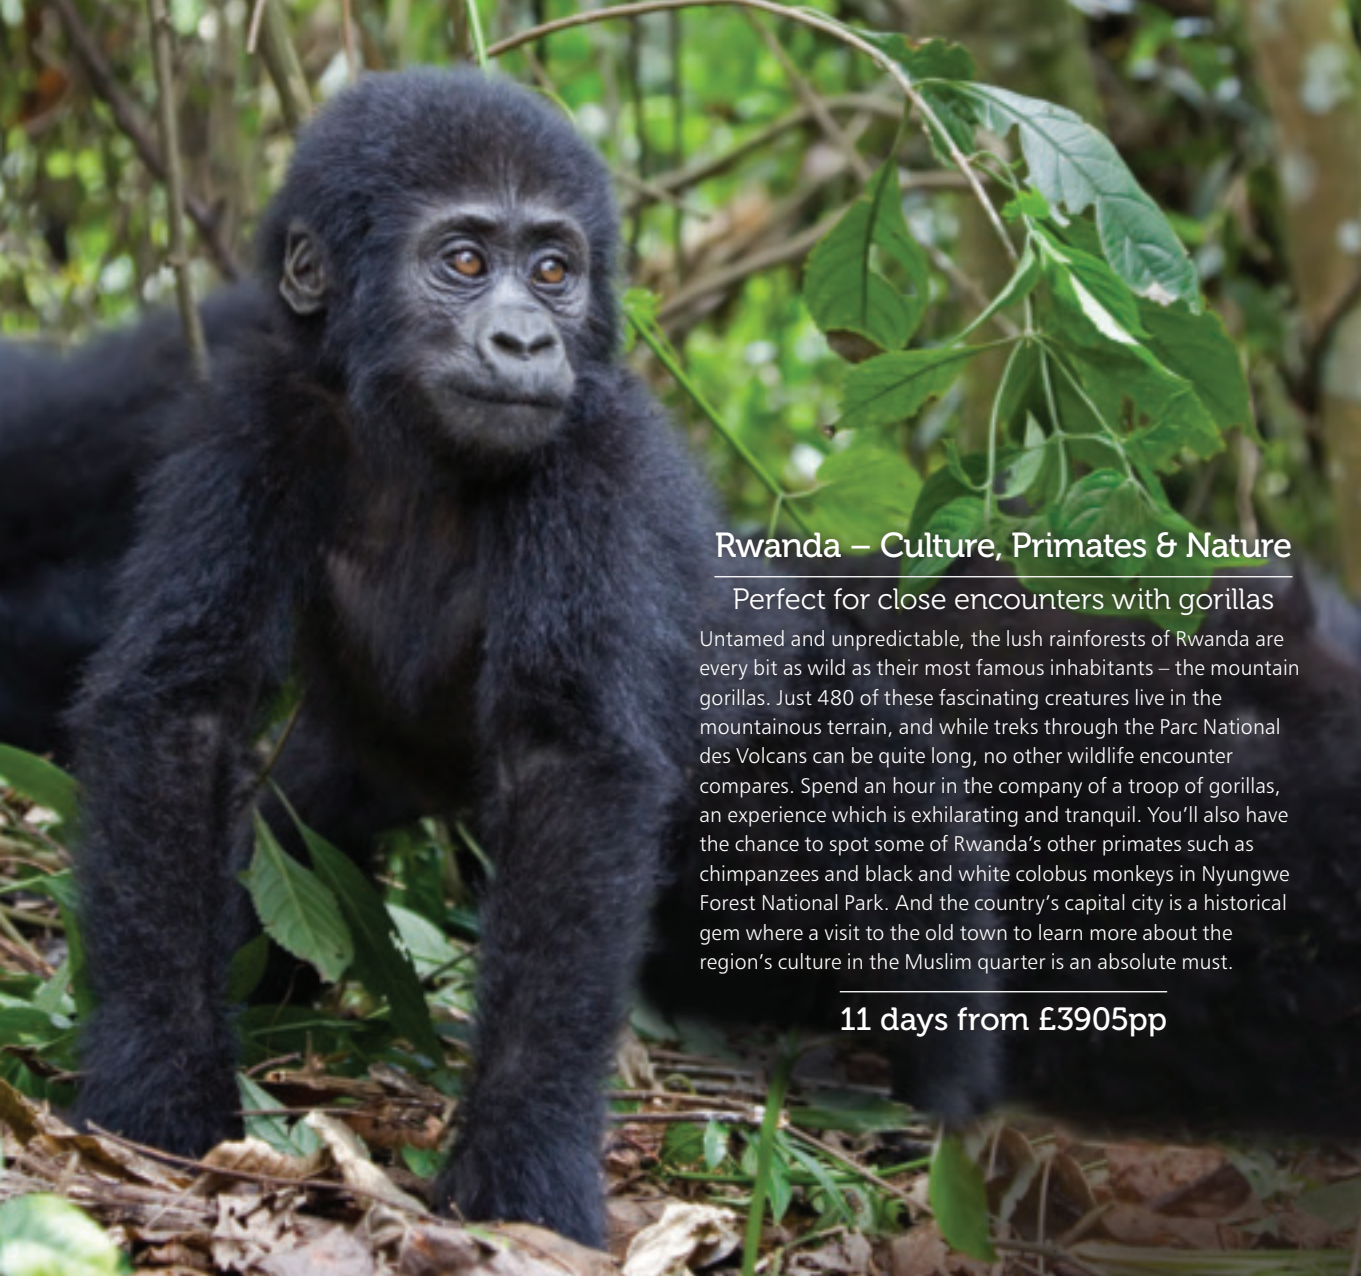 Rwanda – Culture, Primates & Nature
Perfect for close encounters with gorillas
Untamed and unpredictable, the lush rainforests of Rwanda are
every bit as wild as their most famous inhabitants – the mountain
gorillas. Just 480 of these fascinating creatures live in the
mountainous terrain, and while treks through the Parc National
des Volcans can be quite long, no other wildlife encounter
compares. Spend an hour in the company of a troop of gorillas,
an experience which is exhilarating and tranquil. You’ll also have
the chance to spot some of Rwanda’s other primates such as
chimpanzees and black and white colobus monkeys in Nyungwe
Forest National Park. And the country’s capital city is a historical
gem where a visit to the old town to learn more about the
region’s culture in the Muslim quarter is an absolute must.
11 days from £3905pp